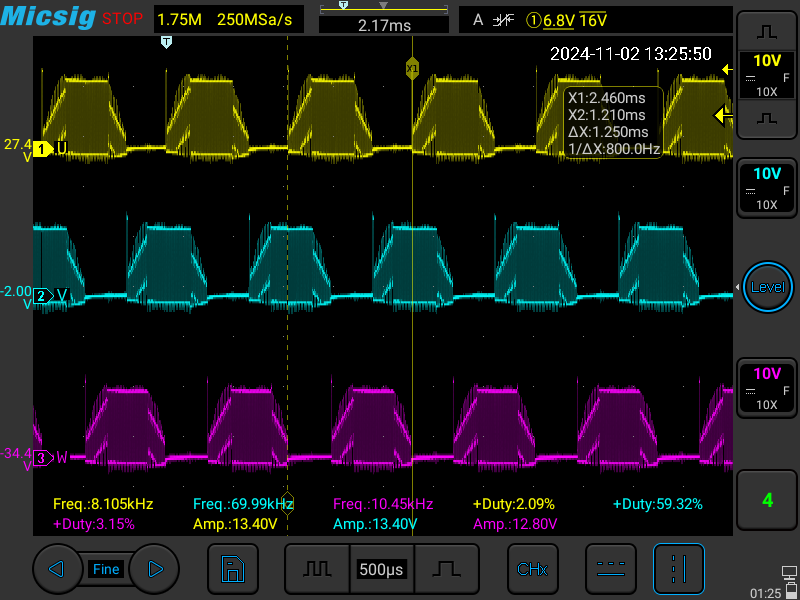 Micsig STOP 1.75M 250MSa/s T 2.17ms A ①6.8V 16V
2024-11-02 13:25:50
T
X1
X1:2.460ms
X2:1.210ms
ΔX:1.250ms
1/ΔX:800.0Hz
10V
F
10X
27.4
V
1 U
10V
F
10X
-2.00
V
2 V
Level
10V
F
10X
-34.4
V
3 W
4
Freq.:8.105kHz Freq.:69.99kHz Freq.:10.45kHz +Duty:2.09% +Duty:59.32%
+Duty:3.15% Amp.:13.40V Amp.:13.40V Amp.:12.80V
Fine 500μs CHx
01:25